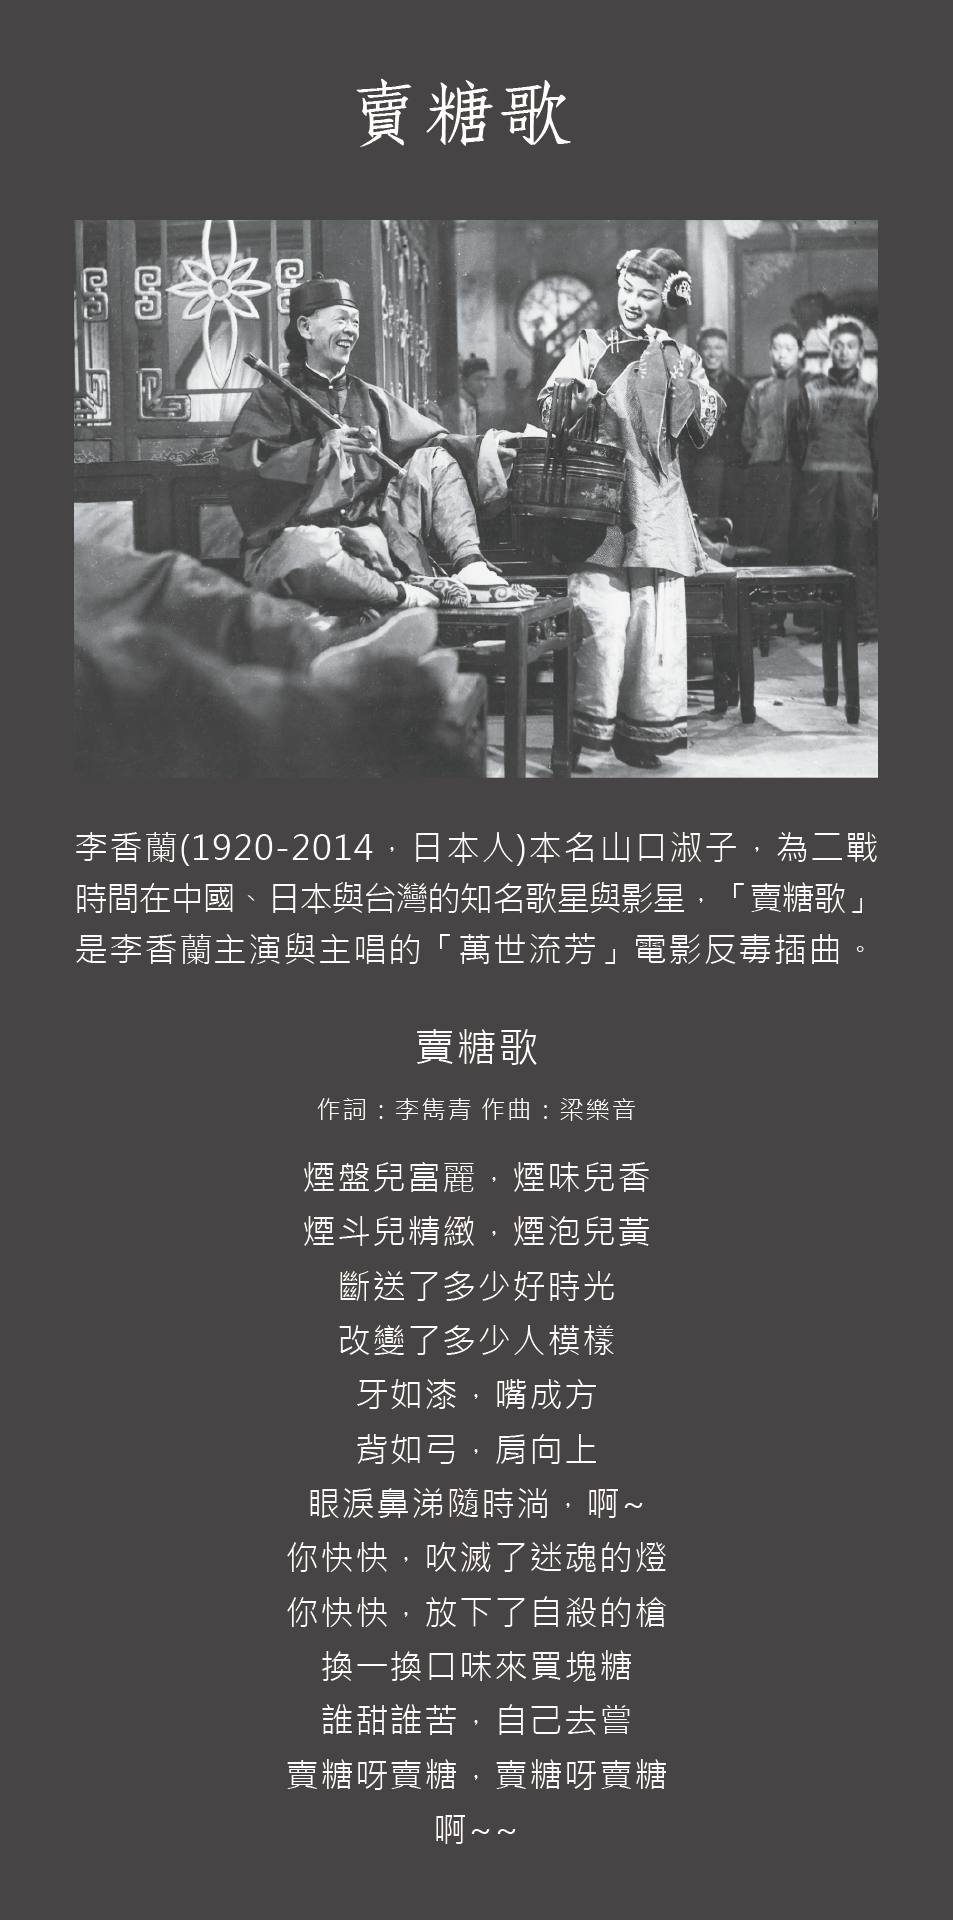 賣糖歌
李香蘭(1920-2014，日本人)本名山口淑子，為二戰
時間在中國、日本與台灣的知名歌星與影星，「賣糖歌」
是李香蘭主演與主唱的「萬世流芳」電影反毒插曲。
賣糖歌
作詞：李雋青 作曲：梁樂音
煙盤兒富麗，煙味兒香
煙斗兒精緻，煙泡兒黃
斷送了多少好時光
改變了多少人模樣
牙如漆，嘴成方
背如弓，肩向上
眼淚鼻涕隨時淌，啊~
你快快，吹滅了迷魂的燈
你快快，放下了自殺的槍
換一換口味來買塊糖
誰甜誰苦，自己去嘗
賣糖呀賣糖，賣糖呀賣糖
啊~~